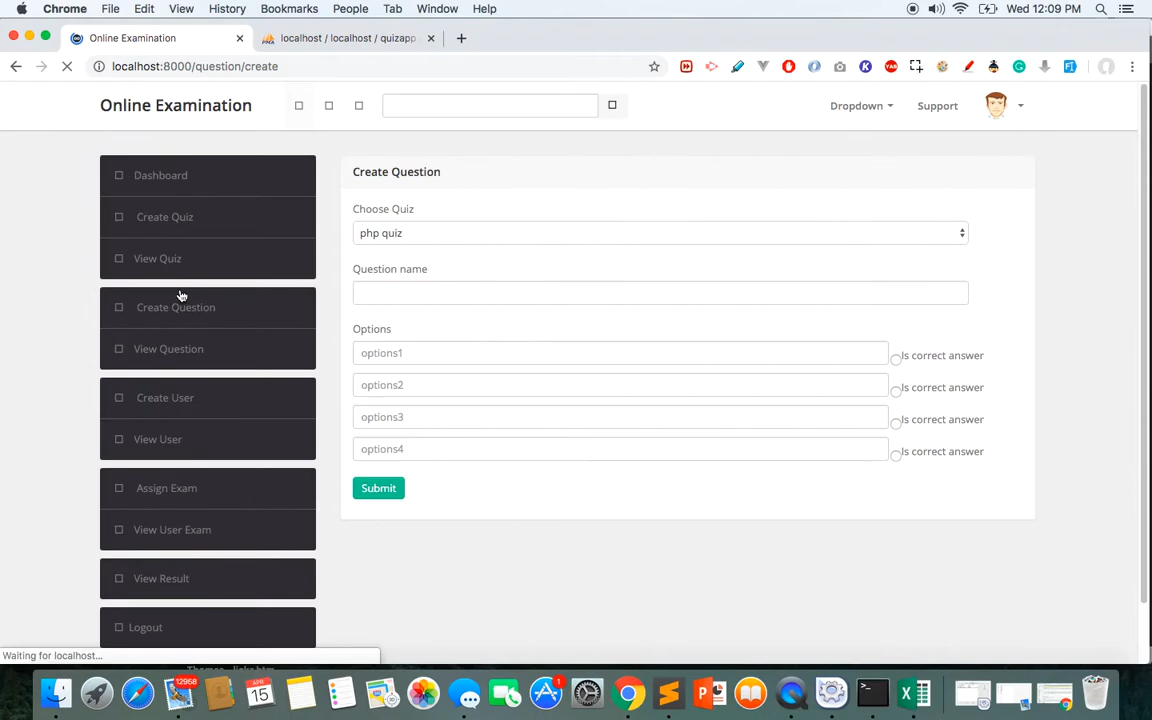 Chrome File Edit View History Bookmarks People Tab Window Help Wed 12:09 PM
Online Examination localhost / localhost / quizapp
localhost:8000/question/create
Online Examination Dropdown Support
Dashboard
Create Quiz
View Quiz
Create Question
View Question
Create User
View User
Assign Exam
View User Exam
View Result
Logout
Create Question
Choose Quiz
php quiz
Question name
Options
options1 Is correct answer
options2 Is correct answer
options3 Is correct answer
options4 Is correct answer
Submit
Waiting for localhost...
12958
APR
15
1